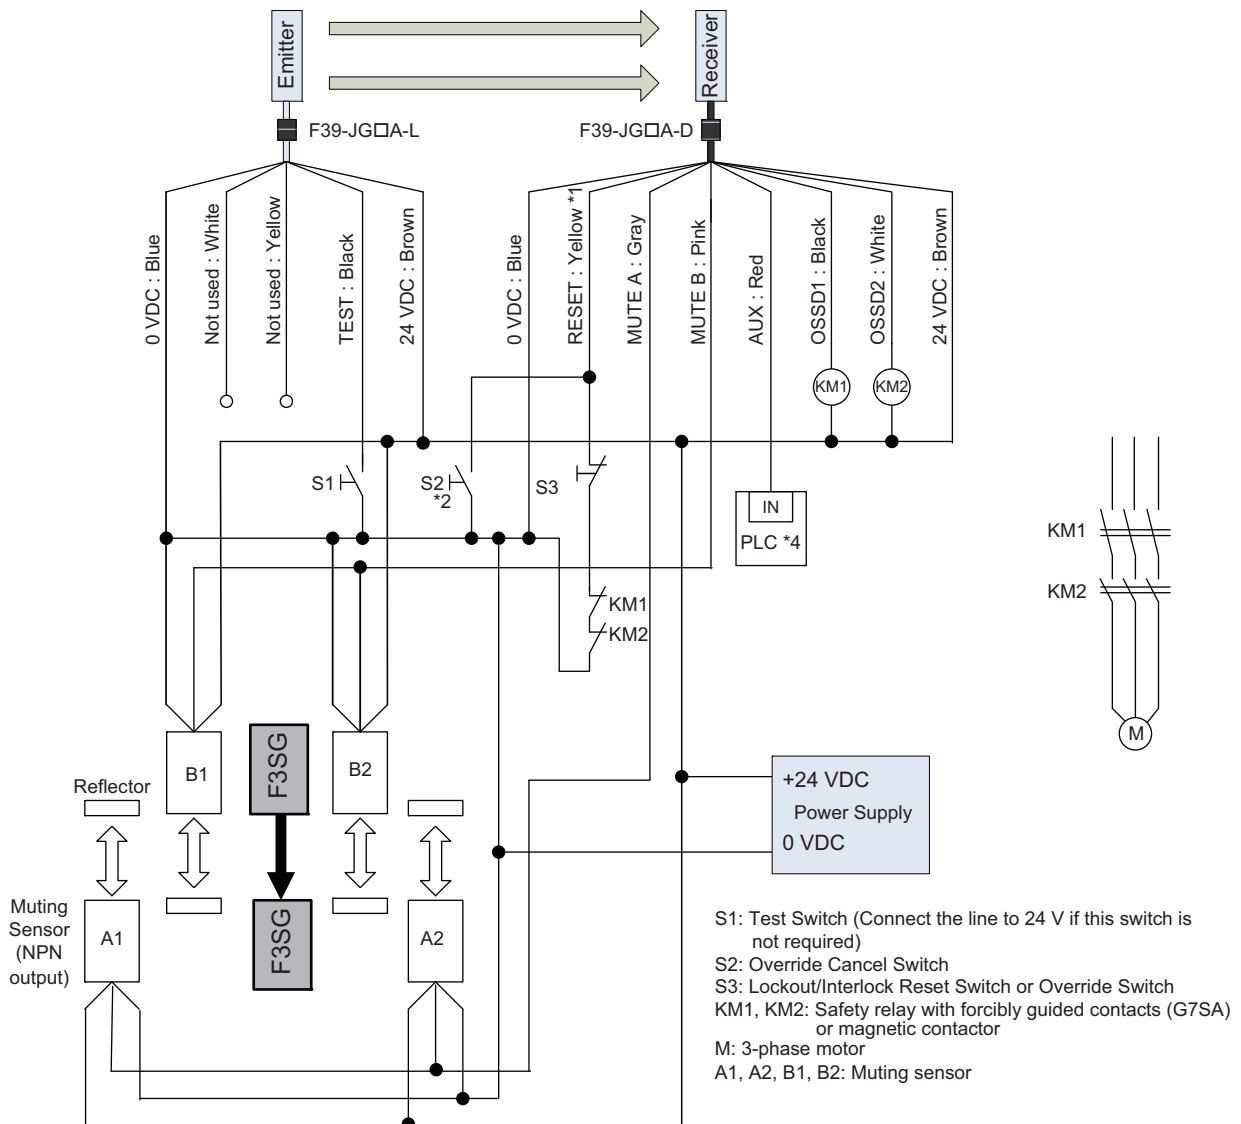 Emitter
Receiver
F39-JG□A-L
F39-JG□A-D
0 VDC : Blue
Not used : White
Not used : Yellow
TEST : Black
24 VDC : Brown
0 VDC : Blue
RESET : Yellow *1
MUTE A : Gray
MUTE B : Pink
AUX : Red
OSSD1 : Black
OSSD2 : White
24 VDC : Brown
KM1
KM2
S1
S2
*2
S3
IN
PLC *4
KM1
KM2
KM1
KM2
M
B1
F3SG
B2
Reflector
+24 VDC
Power Supply
0 VDC
Muting
Sensor
(NPN
output)
A1
F3SG
A2
S1: Test Switch (Connect the line to 24 V if this switch is
not required)
S2: Override Cancel Switch
S3: Lockout/Interlock Reset Switch or Override Switch
KM1, KM2: Safety relay with forcibly guided contacts (G7SA)
or magnetic contactor
M: 3-phase motor
A1, A2, B1, B2: Muting sensor